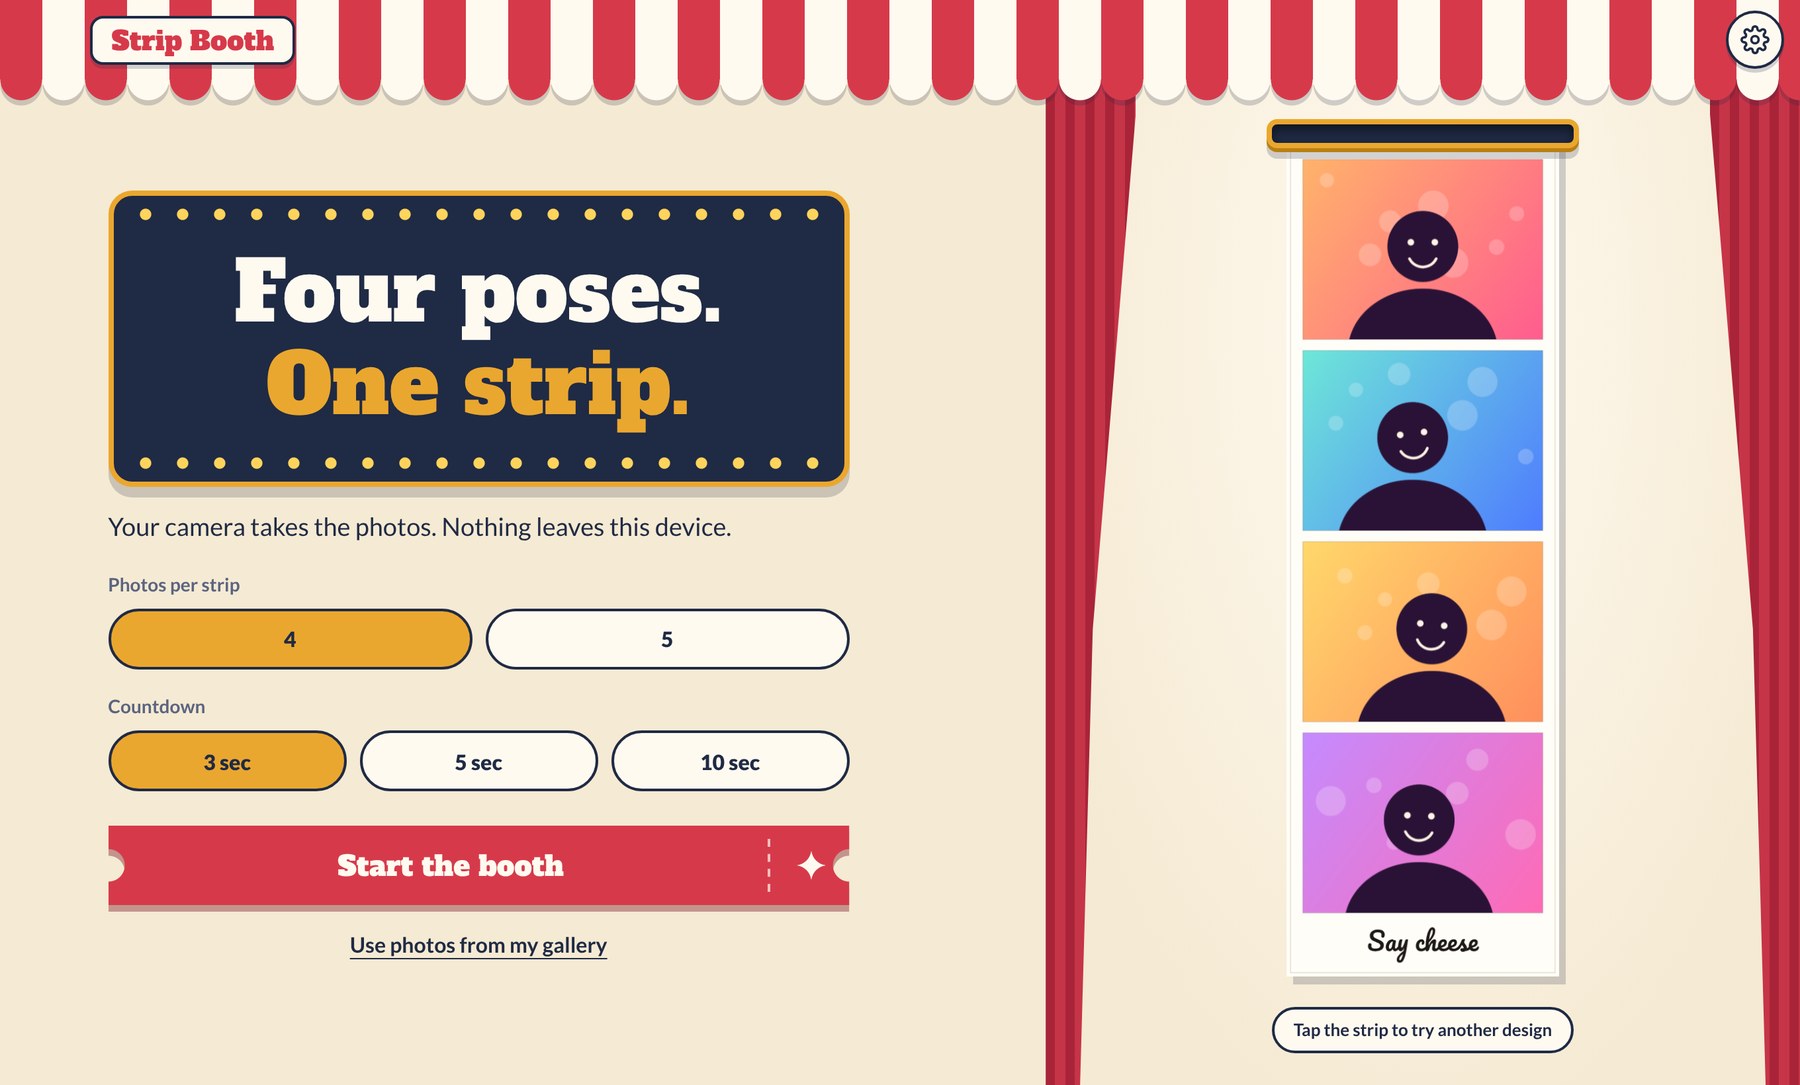 Strip Booth
Four poses.
One strip.
Your camera takes the photos. Nothing leaves this device.
Photos per strip
4
5
Countdown
3 sec
5 sec
10 sec
Start the booth
Use photos from my gallery
Say cheese
Tap the strip to try another design